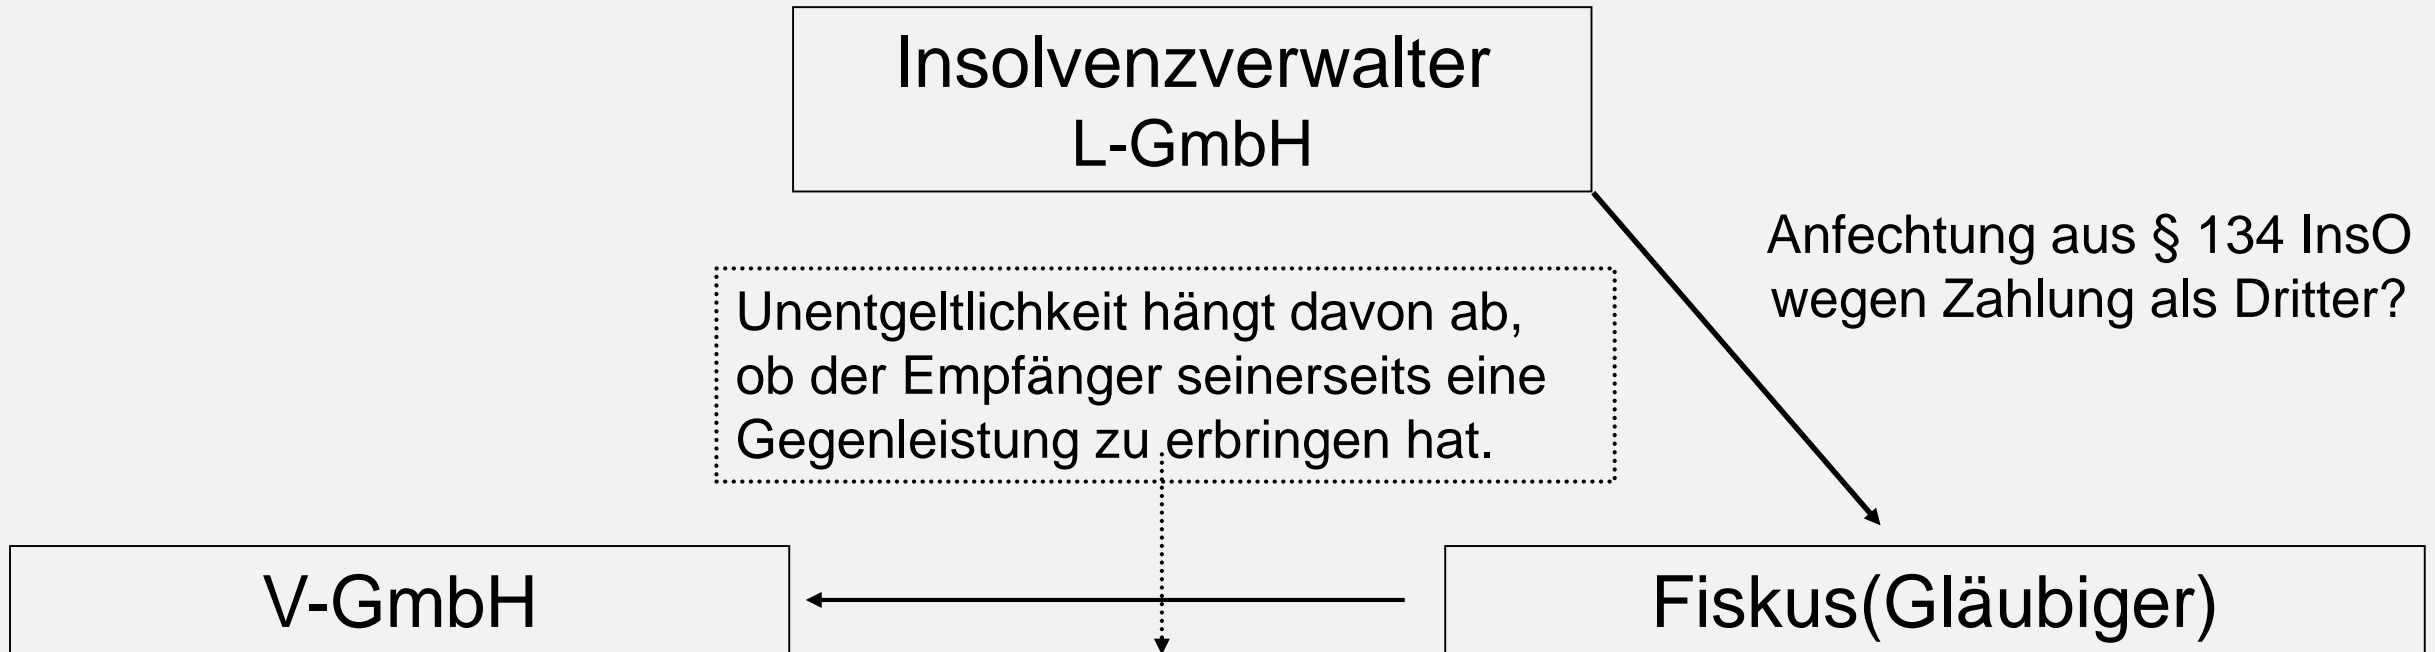 Insolvenzverwalter
L-GmbH
Anfechtung aus § 134 InsO
wegen Zahlung als Dritter?
Unentgeltlichkeit hängt davon ab,
ob der Empfänger seinerseits eine
Gegenleistung zu erbringen hat.
V-GmbH
Fiskus(Gläubiger)